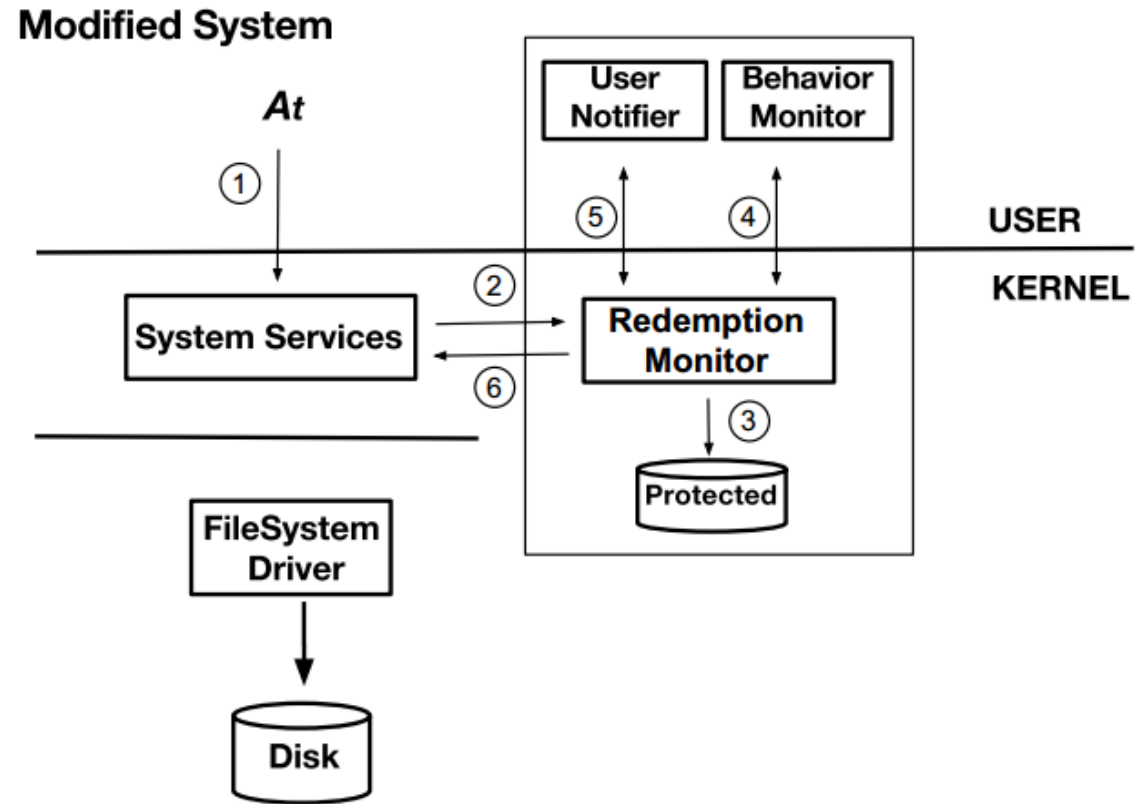 Modified System
At
User
Notifier
Behavior
Monitor
1
5
4
USER
KERNEL
2
System Services
Redemption
Monitor
6
3
Protected
FileSystem
Driver
Disk